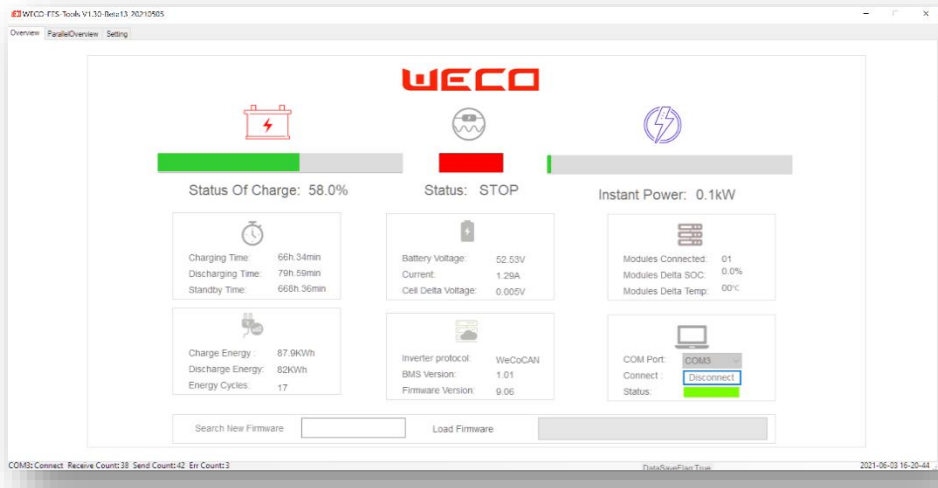 WECO-FES-Tools V1.30-Beta13_20210505
Overview ParallelOverview Setting
WECO
Status Of Charge: 58.0%
Status: STOP
Instant Power: 0.1kW
Charging Time: 66h.34min
Discharging Time: 79h.59min
Standby Time: 668h.36min
Battery Voltage: 52.53V
Current: 1.29A
Cell Delta Voltage: 0.005V
Modules Connected: 01
Modules Delta SOC: 0.0%
Modules Delta Temp: 00°C
Charge Energy : 87.9KWh
Discharge Energy: 82KWh
Energy Cycles: 17
Inverter protocol: WeCoCAN
BMS Version: 1.01
Firmware Version: 9.06
COM Port: COM3
Connect : Disconnect
Status:
Search New Firmware
Load Firmware
COM3: Connect Receive Count: 38 Send Count: 42 Err Count: 3
DataSaveFlag True
2021-06-03 16-20-44